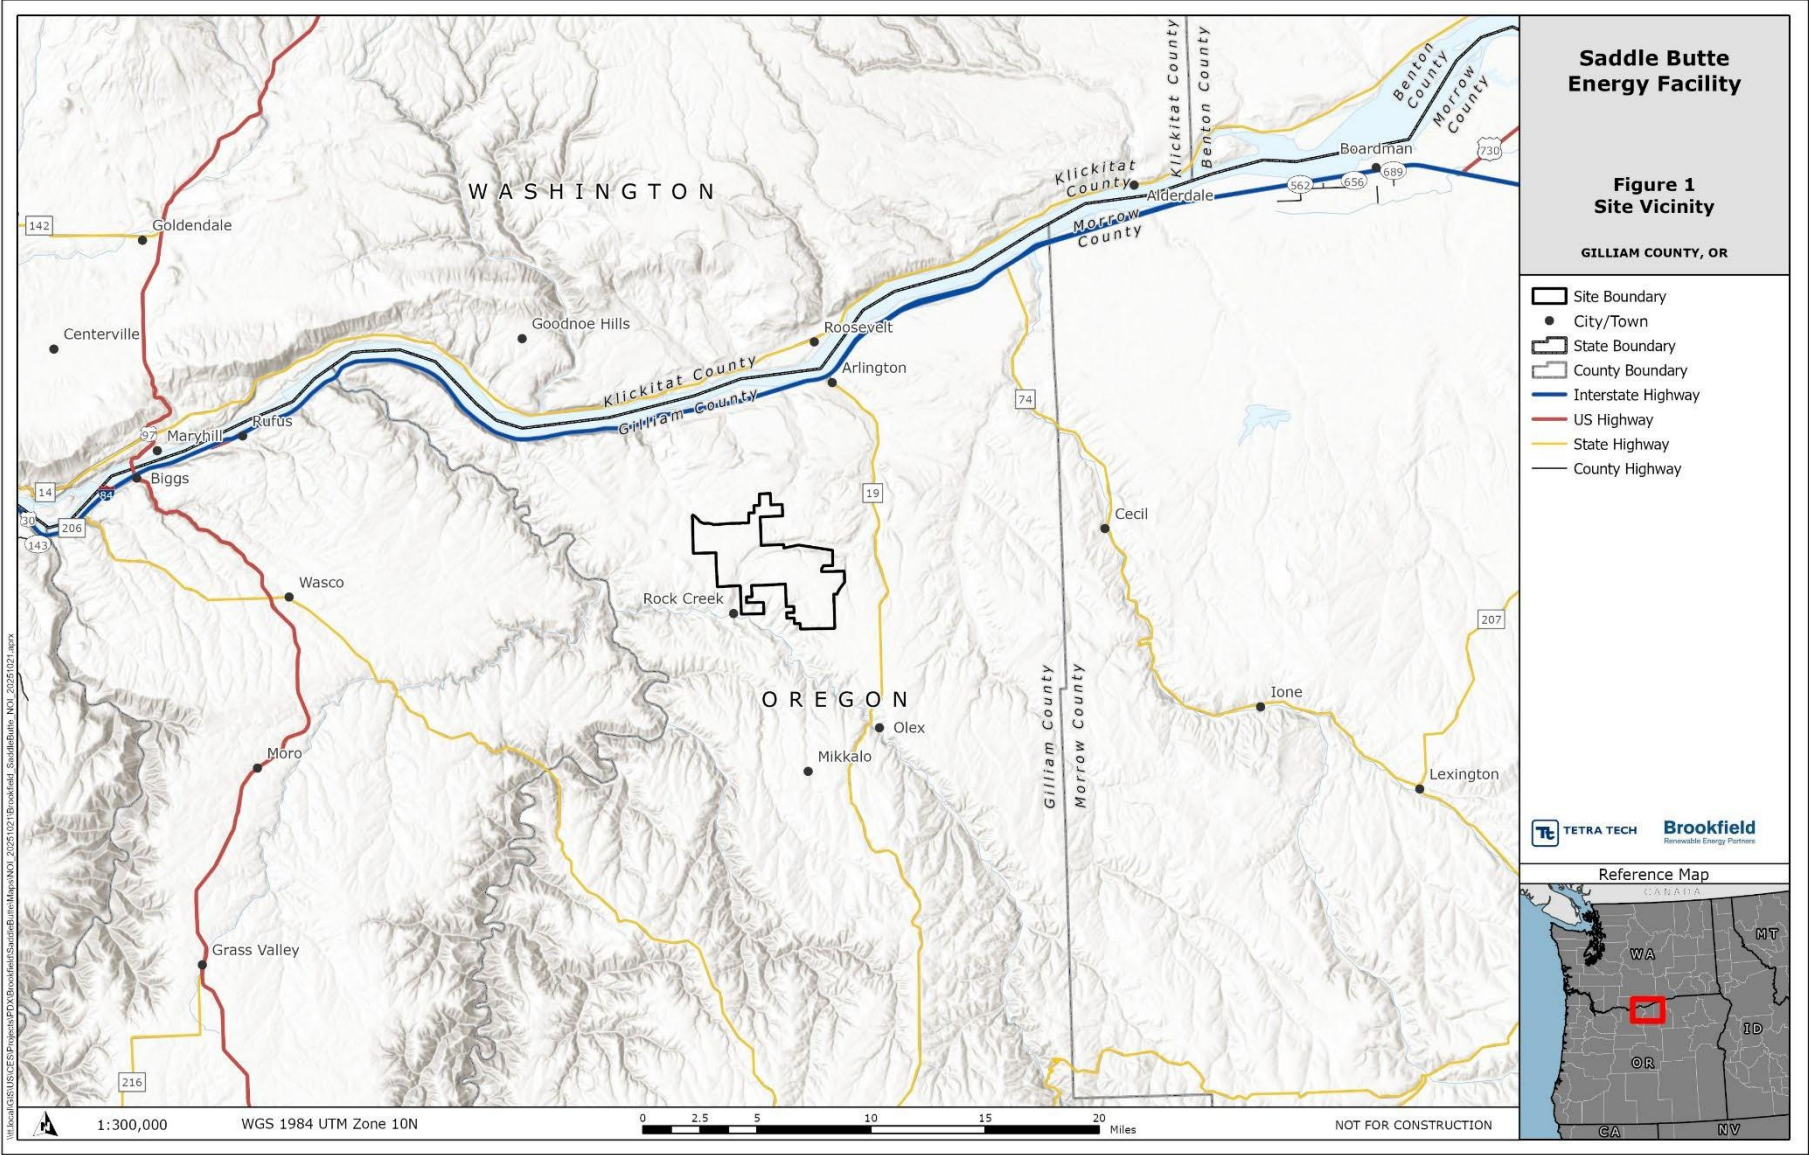 Saddle Butte
Energy Facility
Figure 1
Site Vicinity
GILLIAM COUNTY, OR
Site Boundary
City/Town
State Boundary
County Boundary
Interstate Highway
US Highway
State Highway
County Highway
Tt TETRA TECH
Brookfield
Renewable Energy Partners
Reference Map
CANADA
WA
MT
ID
OR
CA
NV
WASHINGTON
OREGON
Klickitat County
Benton County
Benton
County
Morrow
County
Klickitat
County
Morrow
County
Boardman
Alderdale
730
562
656
689
142
Goldendale
Centerville
Goodnoe Hills
Roosevelt
Arlington
Klickitat County
Gilliam County
74
97
Maryhill
Rufus
Biggs
14
84
30
206
143
19
Cecil
Wasco
Rock Creek
207
Gilliam County
Morrow County
Ione
Olex
Mikkalo
Moro
Lexington
Grass Valley
216
1:300,000
WGS 1984 UTM Zone 10N
0 2.5 5 10 15 20
Miles
NOT FOR CONSTRUCTION